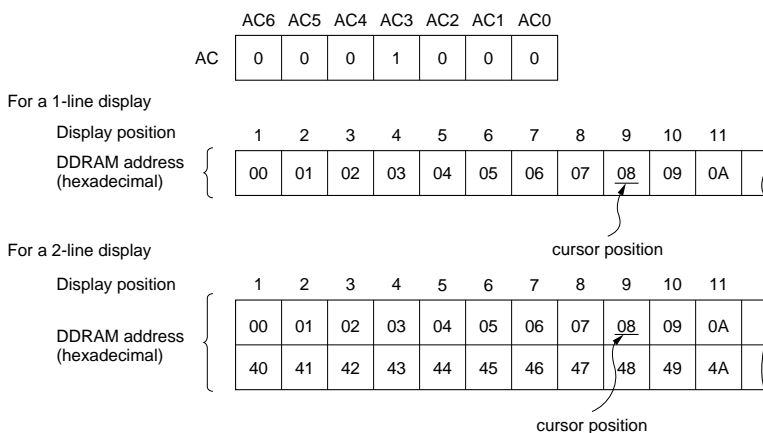 AC6 AC5 AC4 AC3 AC2 AC1 AC0
AC 0 0 0 1 0 0 0
For a 1-line display
Display position 1 2 3 4 5 6 7 8 9 10 11
DDRAM address
(hexadecimal)
00 01 02 03 04 05 06 07 08 09 0A
cursor position
For a 2-line display
Display position 1 2 3 4 5 6 7 8 9 10 11
DDRAM address
(hexadecimal)
00 01 02 03 04 05 06 07 08 09 0A
40 41 42 43 44 45 46 47 48 49 4A
cursor position